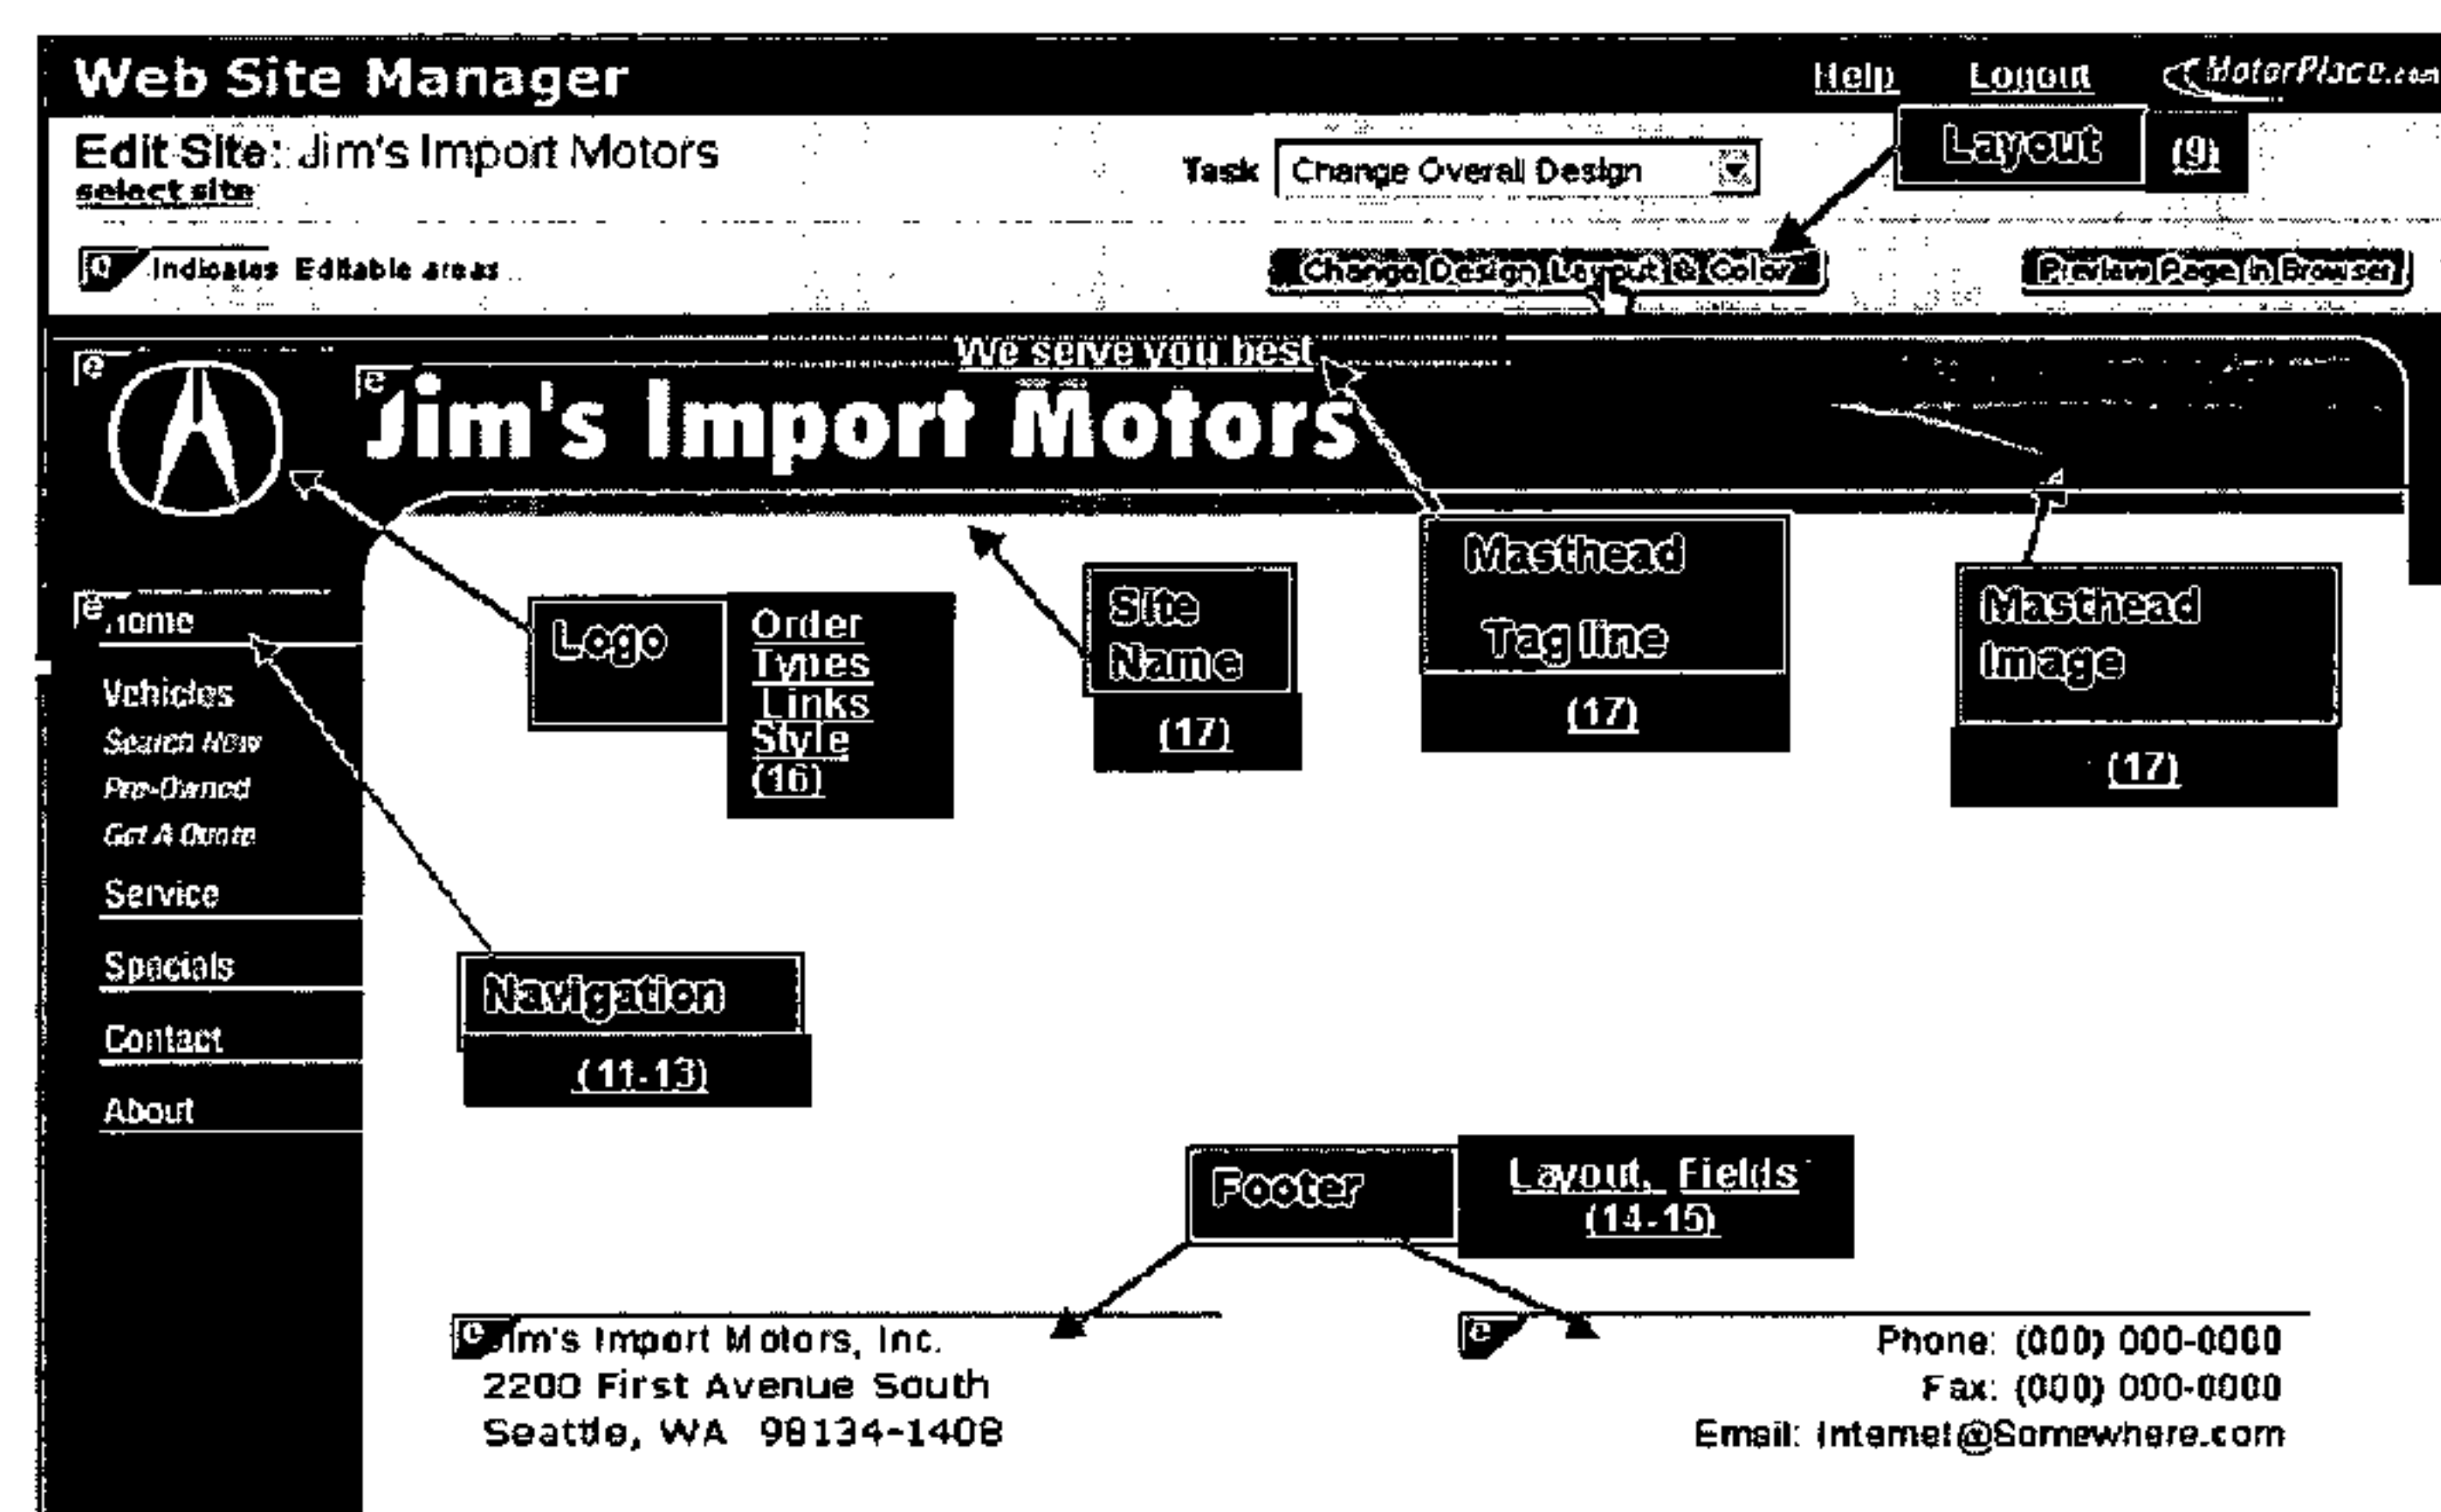 Web Site Manager
Help Logout MotorPlace.com
Edit Site: Jim's Import Motors
select site
Task Change Overall Design
Layout (9)
e Indicates Editable areas
Change Design Layout & Color
Preview Page in Browser
We serve you best
e
e
Jim's Import Motors
Masthead
Tag line
(17)
Site
Name
(17)
Masthead
Image
(17)
Logo
Order
Types
Links
Style
(16)
e Home
Vehicles
Search New
Pre-Owned
Get A Quote
Service
Specials
Contact
About
Navigation
(11-13)
Footer
Layout, Fields
(14-15)
e Jim's Import Motors, Inc.
2200 First Avenue South
Seattle, WA 98134-1408
e
Phone: (000) 000-0000
Fax: (000) 000-0000
Email: Internet@Somewhere.com